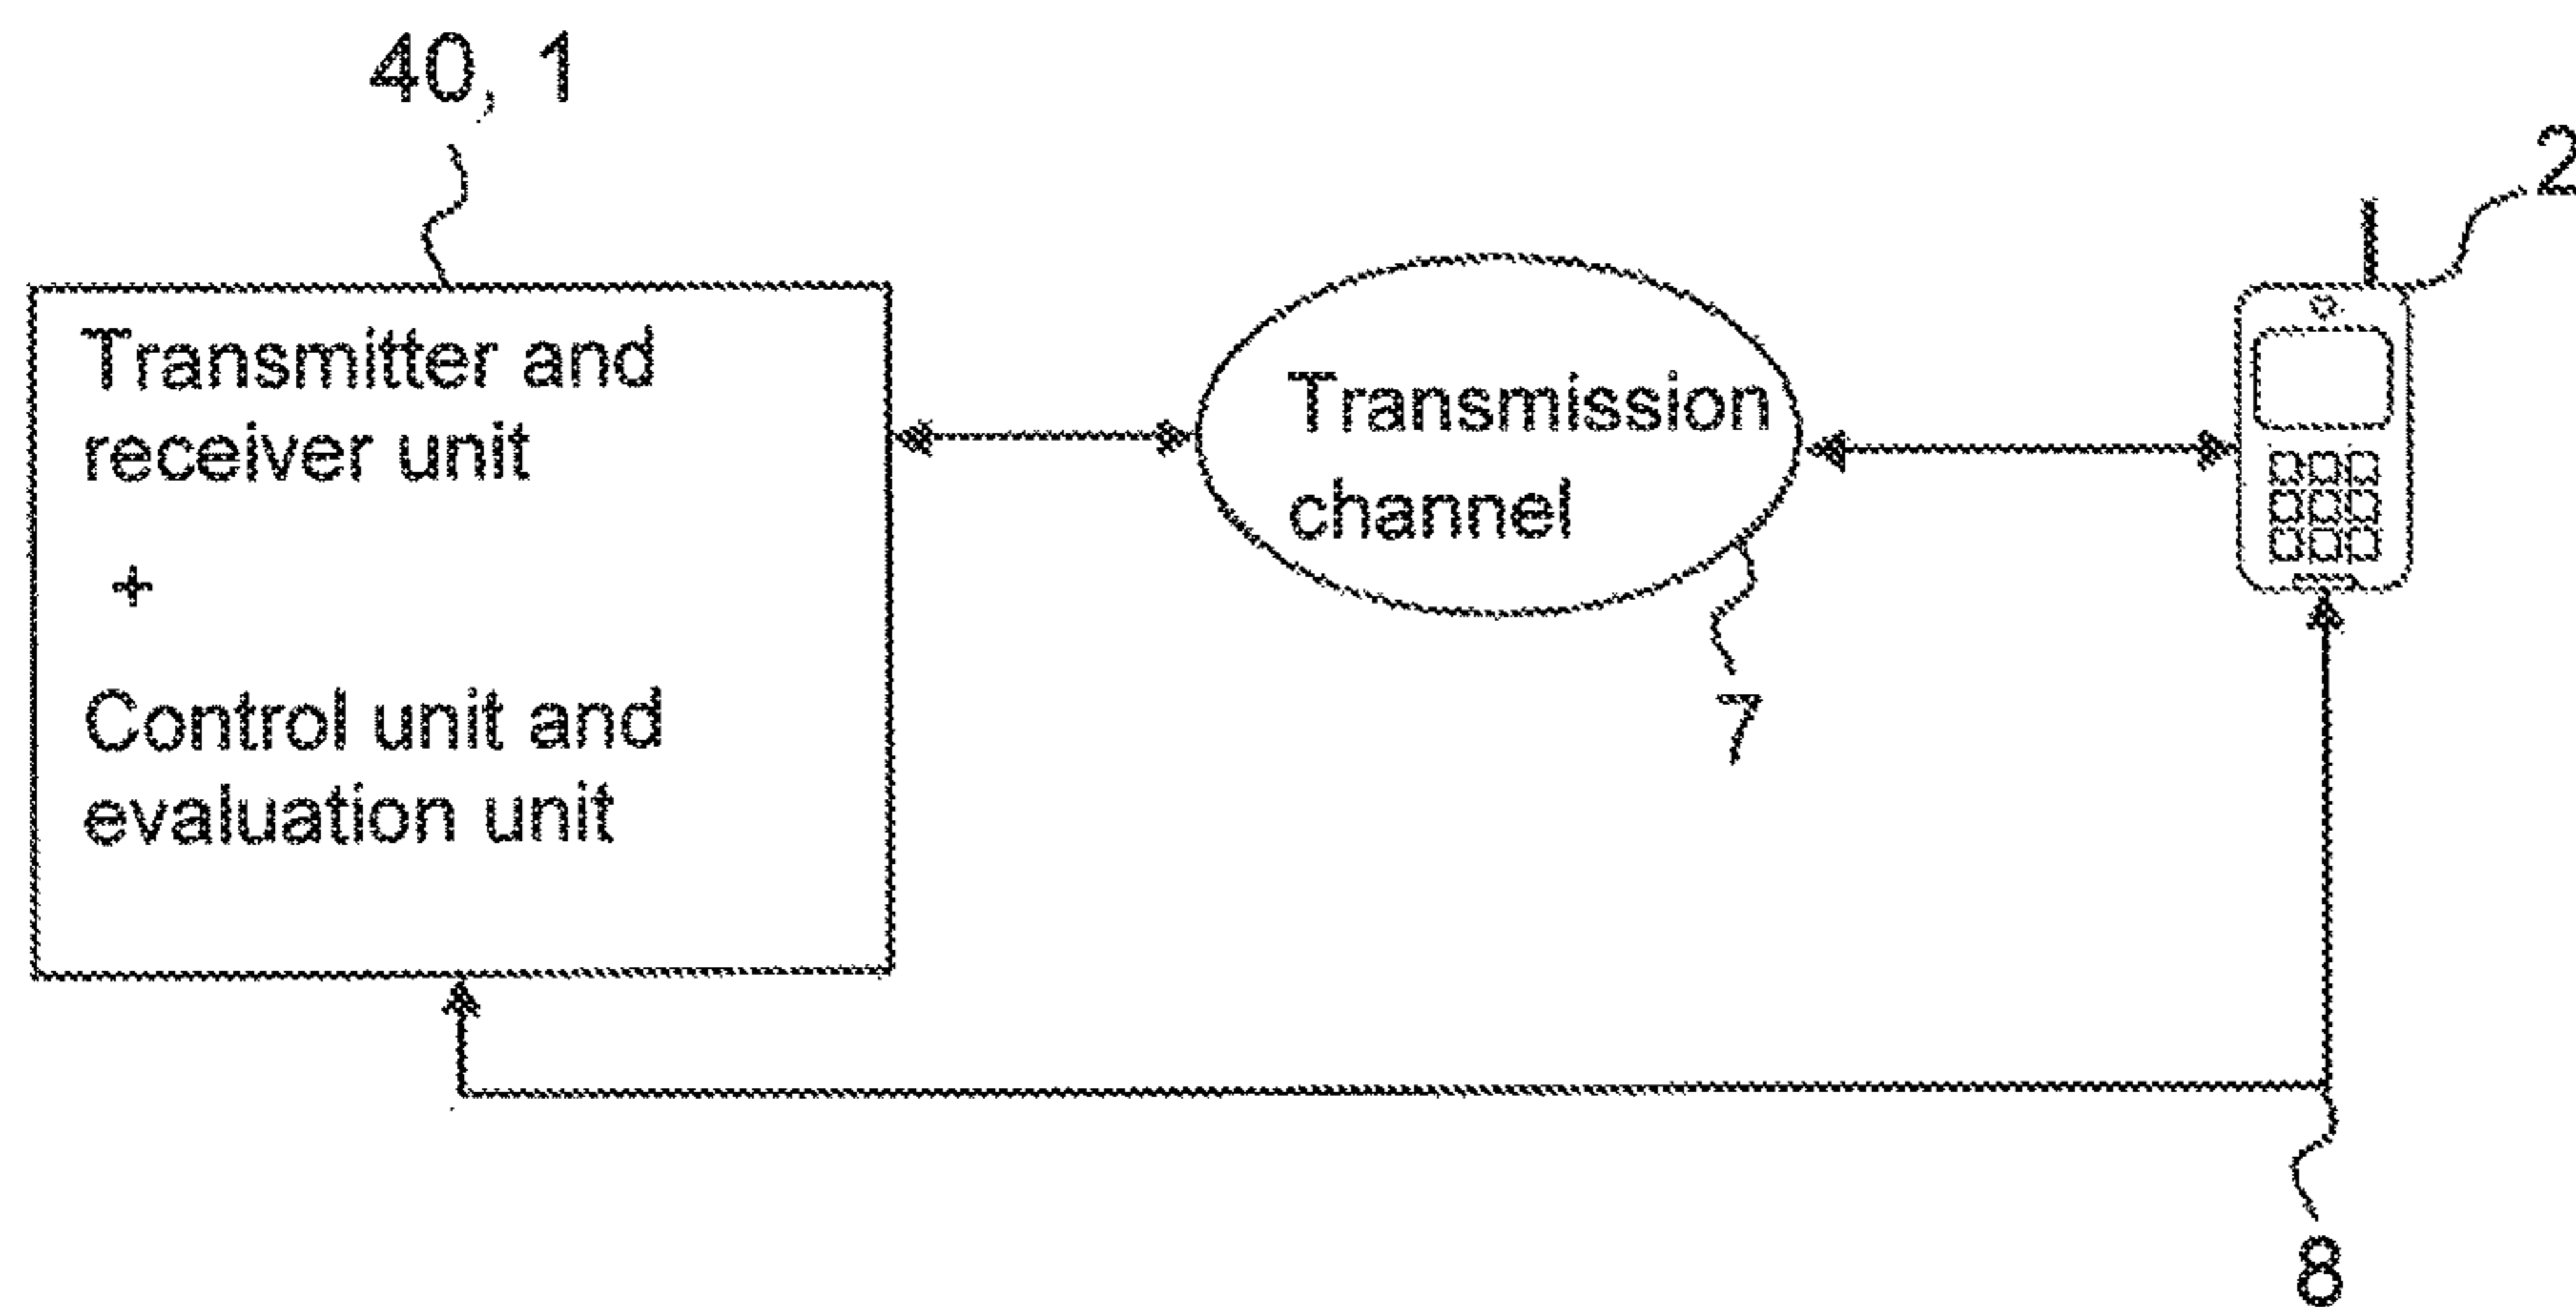 40, 1
2
Transmitter and
receiver unit
+
Control unit and
evaluation unit
Transmission
channel
7
8